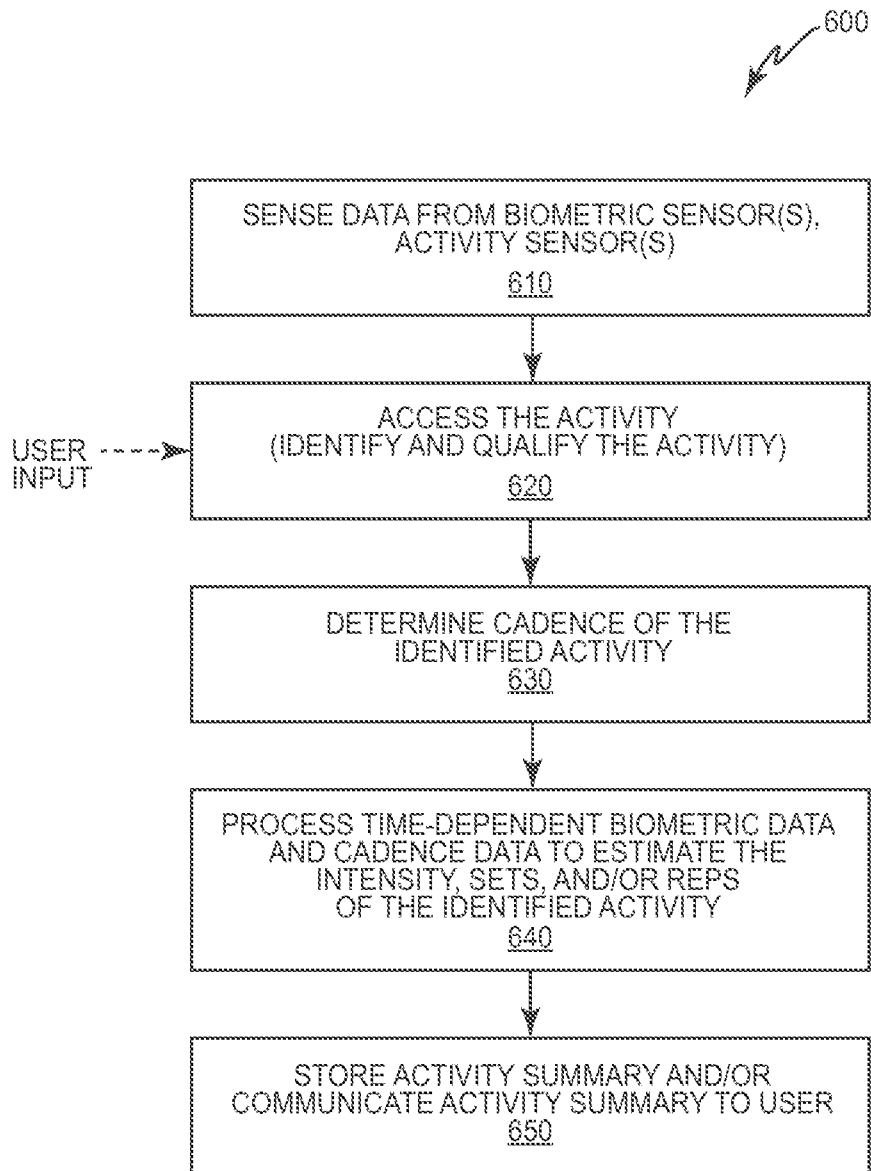 600
SENSE DATA FROM BIOMETRIC SENSOR(S),
ACTIVITY SENSOR(S)
610
ACCESS THE ACTIVITY
(IDENTIFY AND QUALIFY THE ACTIVITY)
620
USER
INPUT
DETERMINE CADENCE OF THE
IDENTIFIED ACTIVITY
630
PROCESS TIME-DEPENDENT BIOMETRIC DATA
AND CADENCE DATA TO ESTIMATE THE
INTENSITY, SETS, AND/OR REPS
OF THE IDENTIFIED ACTIVITY
640
STORE ACTIVITY SUMMARY AND/OR
COMMUNICATE ACTIVITY SUMMARY TO USER
650